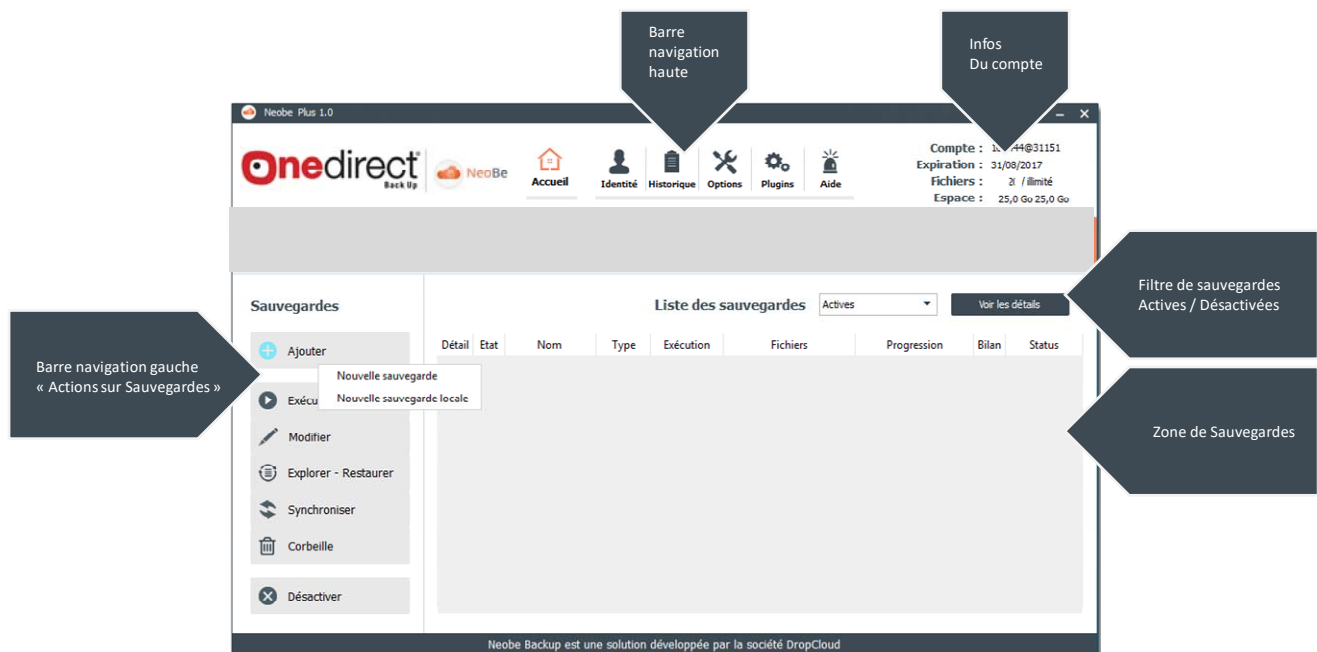 Barre
navigation
haute
Infos
Du compte
Neobe Plus 1.0
Onedirect
Back Up
NeoBe
Accueil
Identité Historique Options Plugins Aide
Compte : @31151
Expiration : 31/08/2017
Fichiers : / illimité
Espace : 25,0 Go 25,0 Go
Filtre de sauvegardes
Actives / Désactivées
Sauvegardes
Liste des sauvegardes Actives Voir les détails
Barre navigation gauche
« Actions sur Sauvegardes »
Détail Etat Nom Type Exécution Fichiers Progression Bilan Status
Ajouter
Nouvelle sauvegarde
Nouvelle sauvegarde locale
Exécu
Modifier
Explorer - Restaurer
Synchroniser
Corbeille
Désactiver
Zone de Sauvegardes
Neobe Backup est une solution développée par la société DropCloud